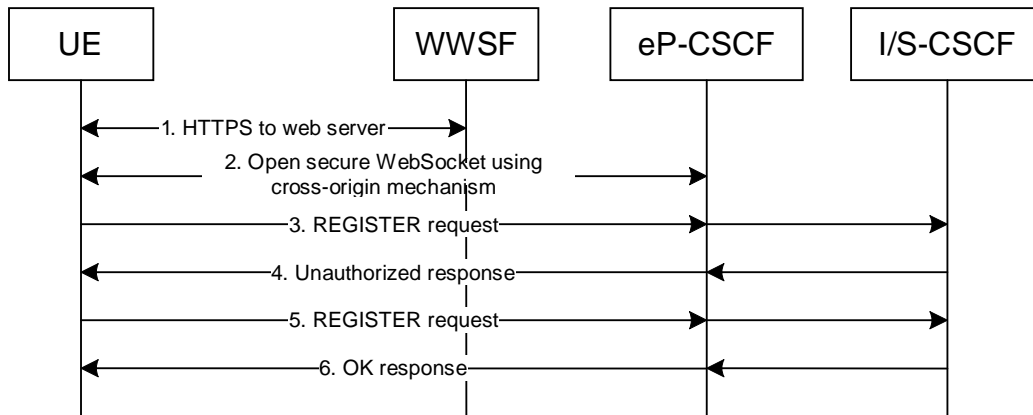 UE
WWSF
eP-CSCF
I/S-CSCF
1. HTTPS to web server
2. Open secure WebSocket using
cross-origin mechanism
3. REGISTER request
4. Unauthorized response
5. REGISTER request
6. OK response